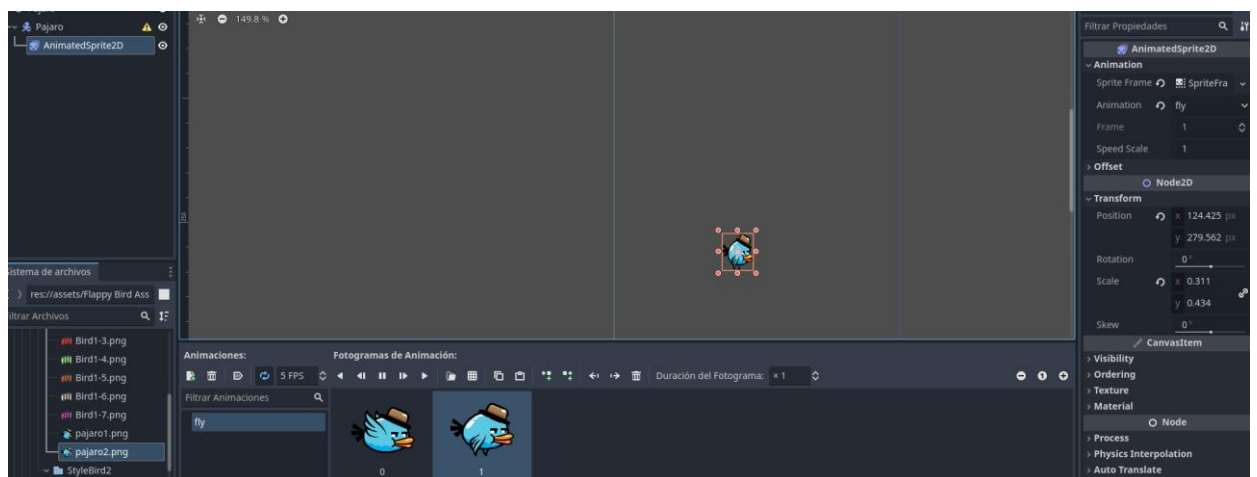 Pajaro
AnimatedSprite2D
149.8 %
Filtrar Propiedades
AnimatedSprite2D
Animation
Sprite Frame
SpriteFra
Animation
fly
Frame
1
Speed Scale
1
Offset
Node2D
Transform
Position
x 124.425 px
y 279.562 px
Rotation
0 °
Scale
x 0.311
y 0.434
Skew
0 °
CanvasItem
Visibility
Ordering
Texture
Material
Node
Process
Physics Interpolation
Auto Translate
Sistema de archivos
res://assets/Flappy Bird Ass
iltrar Archivos
Bird1-3.png
Bird1-4.png
Bird1-5.png
Bird1-6.png
Bird1-7.png
pajaro1.png
pajaro2.png
StyleBird2
Animaciones:
Fotogramas de Animación:
5 FPS
Duración del Fotograma:
×1
Filtrar Animaciones
fly
0
1